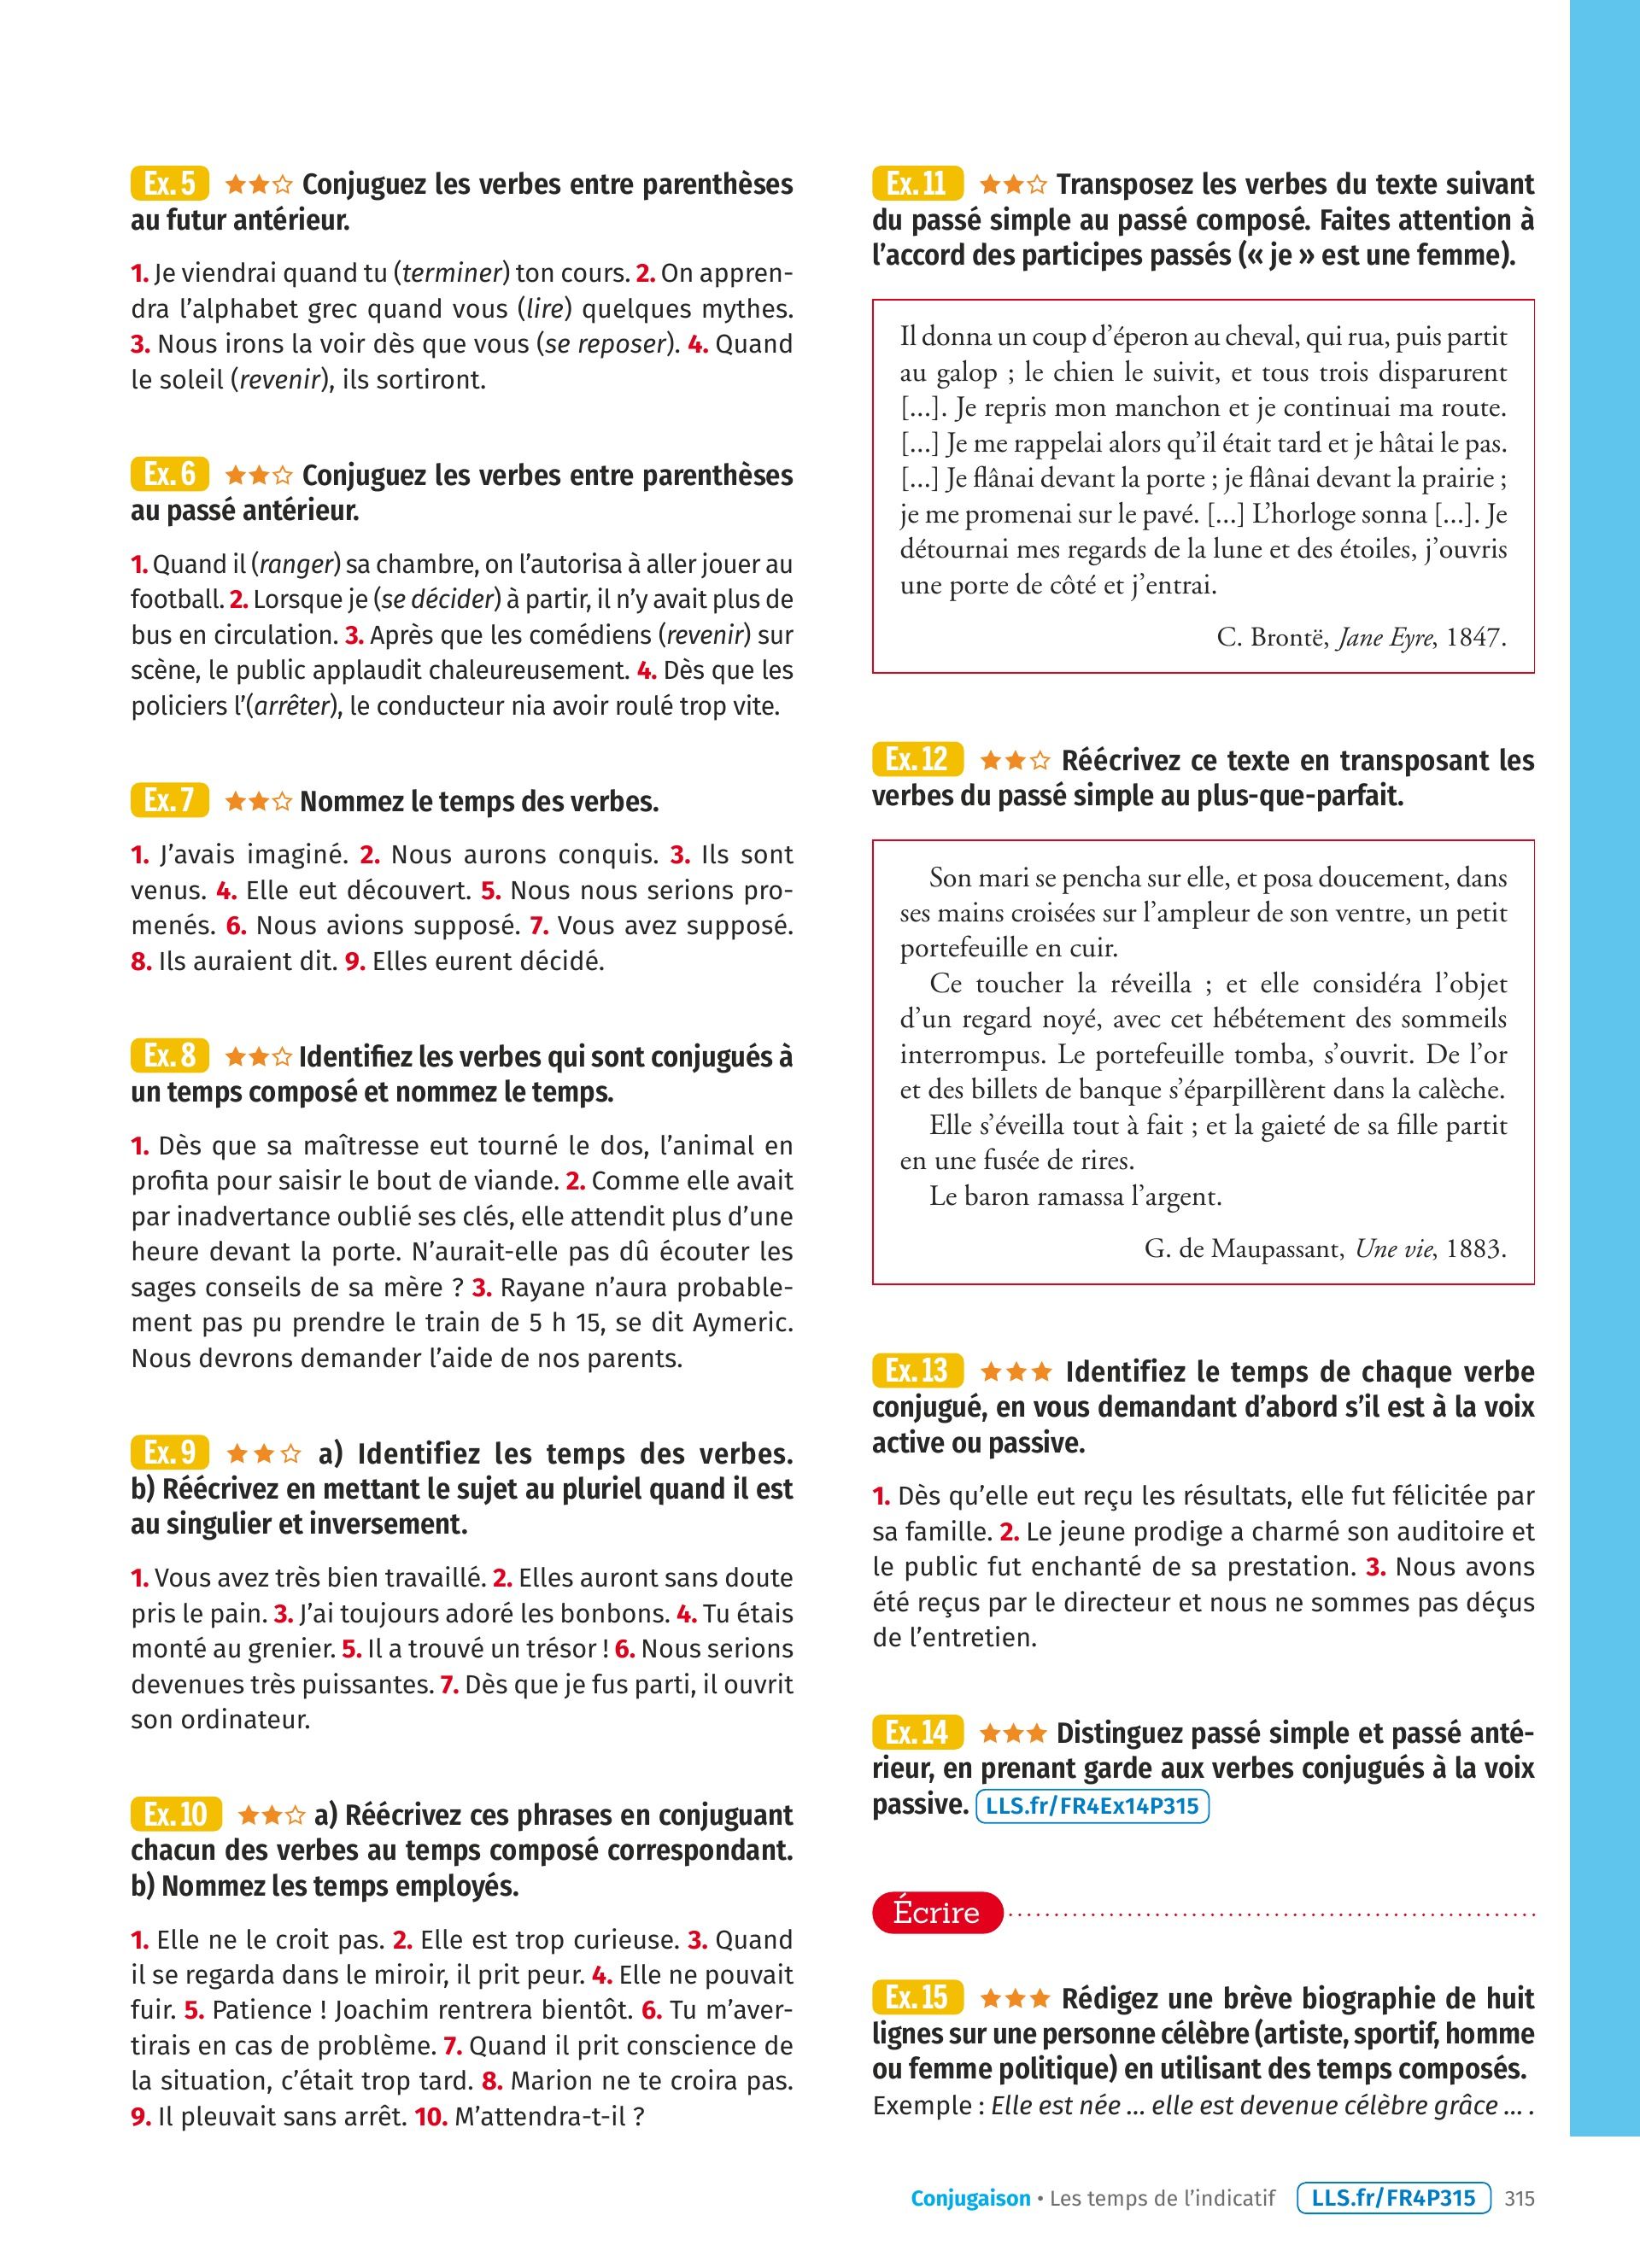 Ex. 5 ★★☆ Conjuguez les verbes entre parenthèses
au futur antérieur.
1. Je viendrai quand tu (terminer) ton cours. 2. On appren-
dra l’alphabet grec quand vous (lire) quelques mythes.
3. Nous irons la voir dès que vous (se reposer). 4. Quand
le soleil (revenir), ils sortiront.
Ex. 6 ★★☆ Conjuguez les verbes entre parenthèses
au passé antérieur.
1. Quand il (ranger) sa chambre, on l’autorisa à aller jouer au
football. 2. Lorsque je (se décider) à partir, il n’y avait plus de
bus en circulation. 3. Après que les comédiens (revenir) sur
scène, le public applaudit chaleureusement. 4. Dès que les
policiers l’(arrêter), le conducteur nia avoir roulé trop vite.
Ex. 7 ★★☆ Nommez le temps des verbes.
1. J’avais imaginé. 2. Nous aurons conquis. 3. Ils sont
venus. 4. Elle eut découvert. 5. Nous nous serions pro-
menés. 6. Nous avions supposé. 7. Vous avez supposé.
8. Ils auraient dit. 9. Elles eurent décidé.
Ex. 8 ★★☆ Identifiez les verbes qui sont conjugués à
un temps composé et nommez le temps.
1. Dès que sa maîtresse eut tourné le dos, l’animal en
profita pour saisir le bout de viande. 2. Comme elle avait
par inadvertance oublié ses clés, elle attendit plus d’une
heure devant la porte. N’aurait-elle pas dû écouter les
sages conseils de sa mère ? 3. Rayane n’aura probable-
ment pas pu prendre le train de 5 h 15, se dit Aymeric.
Nous devrons demander l’aide de nos parents.
Ex. 9 ★★☆ a) Identifiez les temps des verbes.
b) Réécrivez en mettant le sujet au pluriel quand il est
au singulier et inversement.
1. Vous avez très bien travaillé. 2. Elles auront sans doute
pris le pain. 3. J’ai toujours adoré les bonbons. 4. Tu étais
monté au grenier. 5. Il a trouvé un trésor ! 6. Nous serions
devenues très puissantes. 7. Dès que je fus parti, il ouvrit
son ordinateur.
Ex. 10 ★★☆ a) Réécrivez ces phrases en conjuguant
chacun des verbes au temps composé correspondant.
b) Nommez les temps employés.
1. Elle ne le croit pas. 2. Elle est trop curieuse. 3. Quand
il se regarda dans le miroir, il prit peur. 4. Elle ne pouvait
fuir. 5. Patience ! Joachim rentrera bientôt. 6. Tu m’aver-
tirais en cas de problème. 7. Quand il prit conscience de
la situation, c’était trop tard. 8. Marion ne te croira pas.
9. Il pleuvait sans arrêt. 10. M’attendra-t-il ?
Ex. 11 ★★☆ Transposez les verbes du texte suivant
du passé simple au passé composé. Faites attention à
l’accord des participes passés (« je » est une femme).
Il donna un coup d’éperon au cheval, qui rua, puis partit
au galop ; le chien le suivit, et tous trois disparurent
[...]. Je repris mon manchon et je continuai ma route.
[...] Je me rappelai alors qu’il était tard et je hâtai le pas.
[...] Je flânai devant la porte ; je flânai devant la prairie ;
je me promenai sur le pavé. [...] L’horloge sonna [...]. Je
détournai mes regards de la lune et des étoiles, j’ouvris
une porte de côté et j’entrai.
C. Brontë, Jane Eyre, 1847.
Ex. 12 ★★☆ Réécrivez ce texte en transposant les
verbes du passé simple au plus-que-parfait.
Son mari se pencha sur elle, et posa doucement, dans
ses mains croisées sur l’ampleur de son ventre, un petit
portefeuille en cuir.
Ce toucher la réveilla ; et elle considéra l’objet
d’un regard noyé, avec cet hébétement des sommeils
interrompus. Le portefeuille tomba, s’ouvrit. De l’or
et des billets de banque s’éparpillèrent dans la calèche.
Elle s’éveilla tout à fait ; et la gaieté de sa fille partit
en une fusée de rires.
Le baron ramassa l’argent.
G. de Maupassant, Une vie, 1883.
Ex. 13 ★★★ Identifiez le temps de chaque verbe
conjugué, en vous demandant d’abord s’il est à la voix
active ou passive.
1. Dès qu’elle eut reçu les résultats, elle fut félicitée par
sa famille. 2. Le jeune prodige a charmé son auditoire et
le public fut enchanté de sa prestation. 3. Nous avons
été reçus par le directeur et nous ne sommes pas déçus
de l’entretien.
Ex. 14 ★★★ Distinguez passé simple et passé anté-
rieur, en prenant garde aux verbes conjugués à la voix
passive. LLS.fr/FR4Ex14P315
Écrire
Ex. 15 ★★★ Rédigez une brève biographie de huit
lignes sur une personne célèbre (artiste, sportif, homme
ou femme politique) en utilisant des temps composés.
Exemple : Elle est née ... elle est devenue célèbre grâce ... .
Conjugaison • Les temps de l’indicatif LLS.fr/FR4P315 315